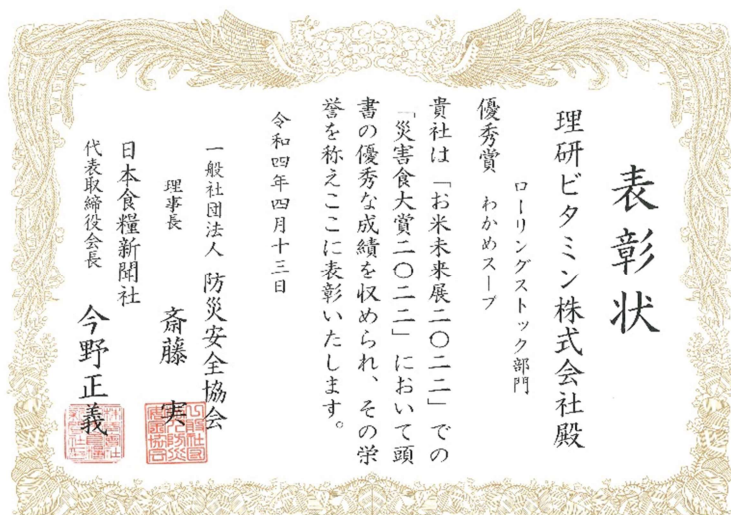 表彰状
理研ビタミン株式会社殿
ローリングストック部門
優秀賞 わかめスープ
貴社は「お米未来展二〇二二」での
「災害食大賞二〇二二」において頭
書の優秀な成績を収められ、その栄
誉を称えここに表彰いたします。
令和四年四月十三日
一般社団法人 防災安全協会
理事長 斎藤 実
日本食糧新聞社
代表取締役会長 今野正義